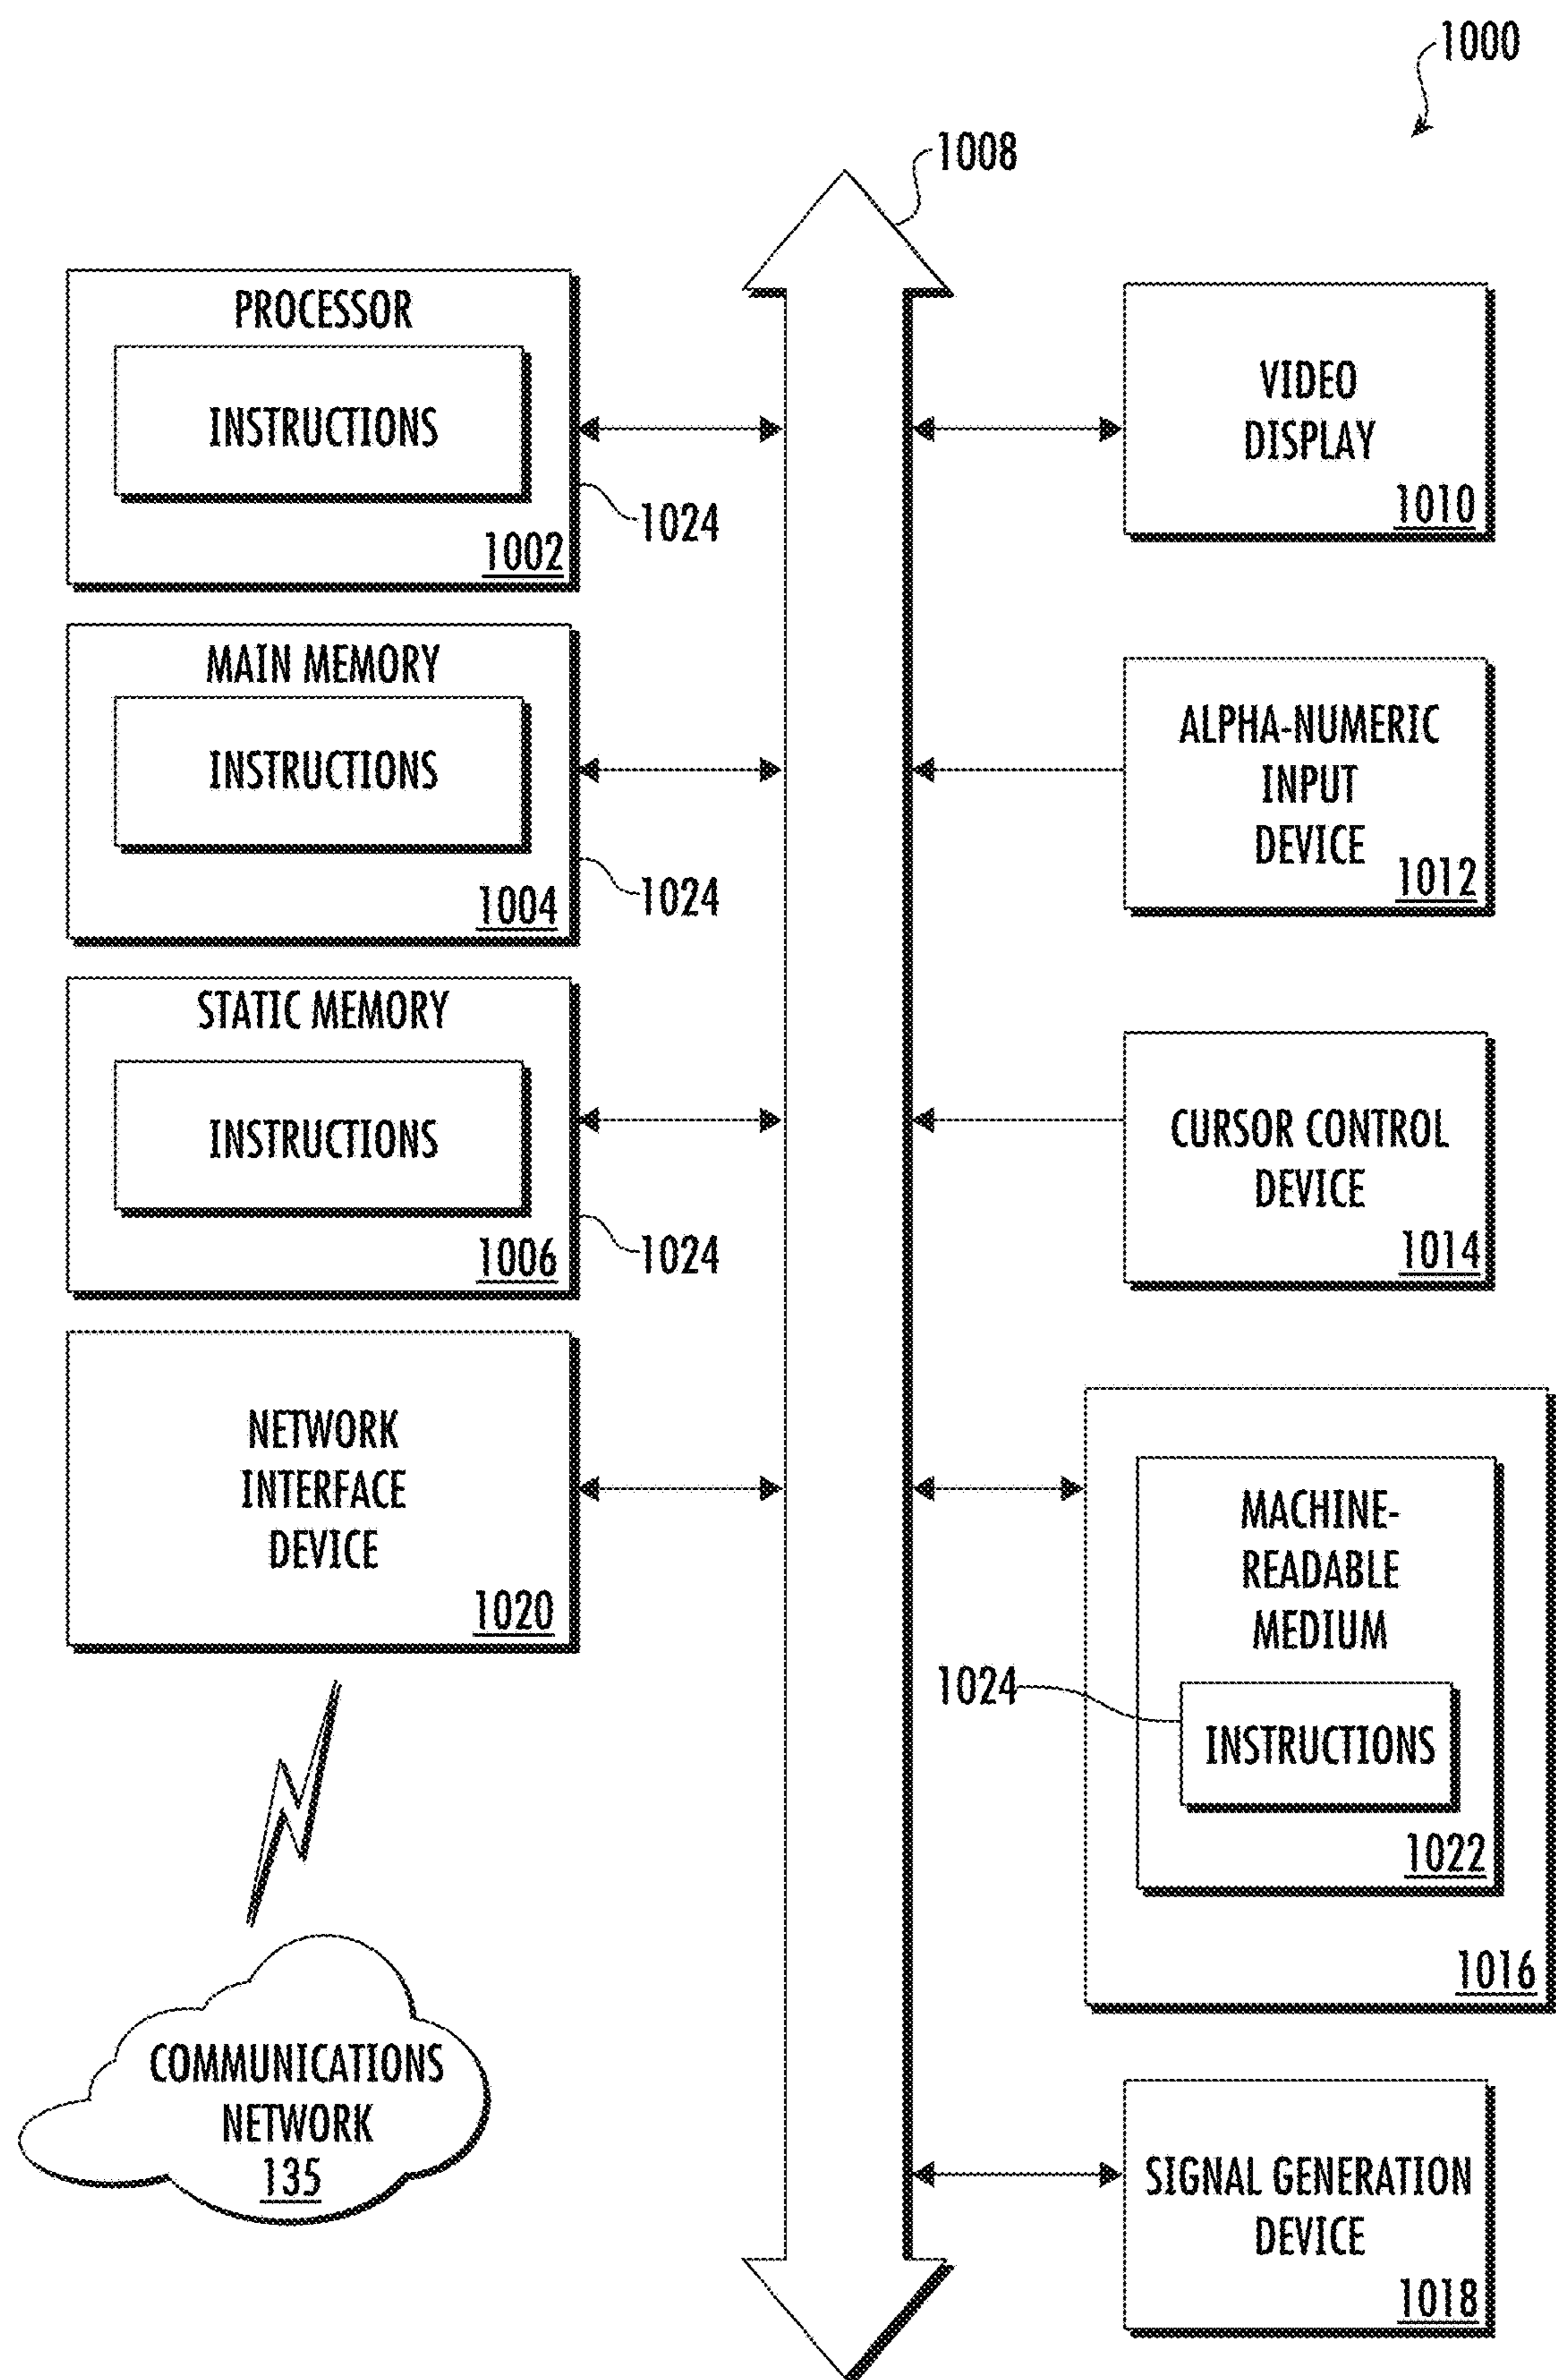 1000
1008
PROCESSOR
INSTRUCTIONS
1024
1002
MAIN MEMORY
INSTRUCTIONS
1024
1004
STATIC MEMORY
INSTRUCTIONS
1024
1006
NETWORK
INTERFACE
DEVICE
1020
COMMUNICATIONS
NETWORK
135
VIDEO
DISPLAY
1010
ALPHA-NUMERIC
INPUT
DEVICE
1012
CURSOR CONTROL
DEVICE
1014
MACHINE-
READABLE
MEDIUM
1024
INSTRUCTIONS
1022
1016
SIGNAL GENERATION
DEVICE
1018